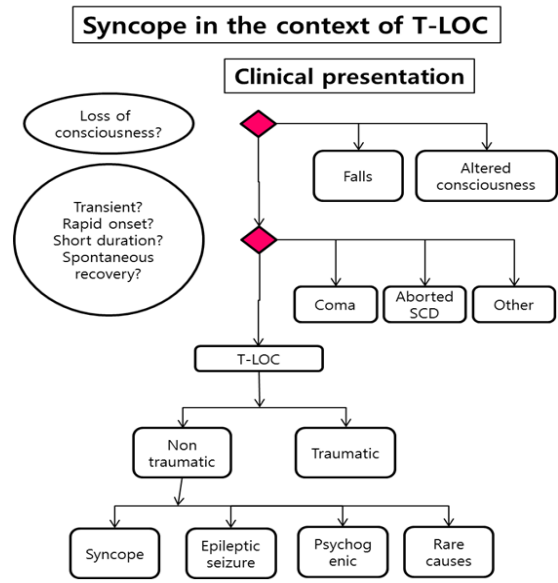 Syncope in the context of T-LOC
Clinical presentation
Loss of
consciousness?
Falls
Altered
consciousness
Transient?
Rapid onset?
Short duration?
Spontaneous
recovery?
Coma
Aborted
SCD
Other
T-LOC
Non
traumatic
Traumatic
Syncope
Epileptic
seizure
Psychog
enic
Rare
causes